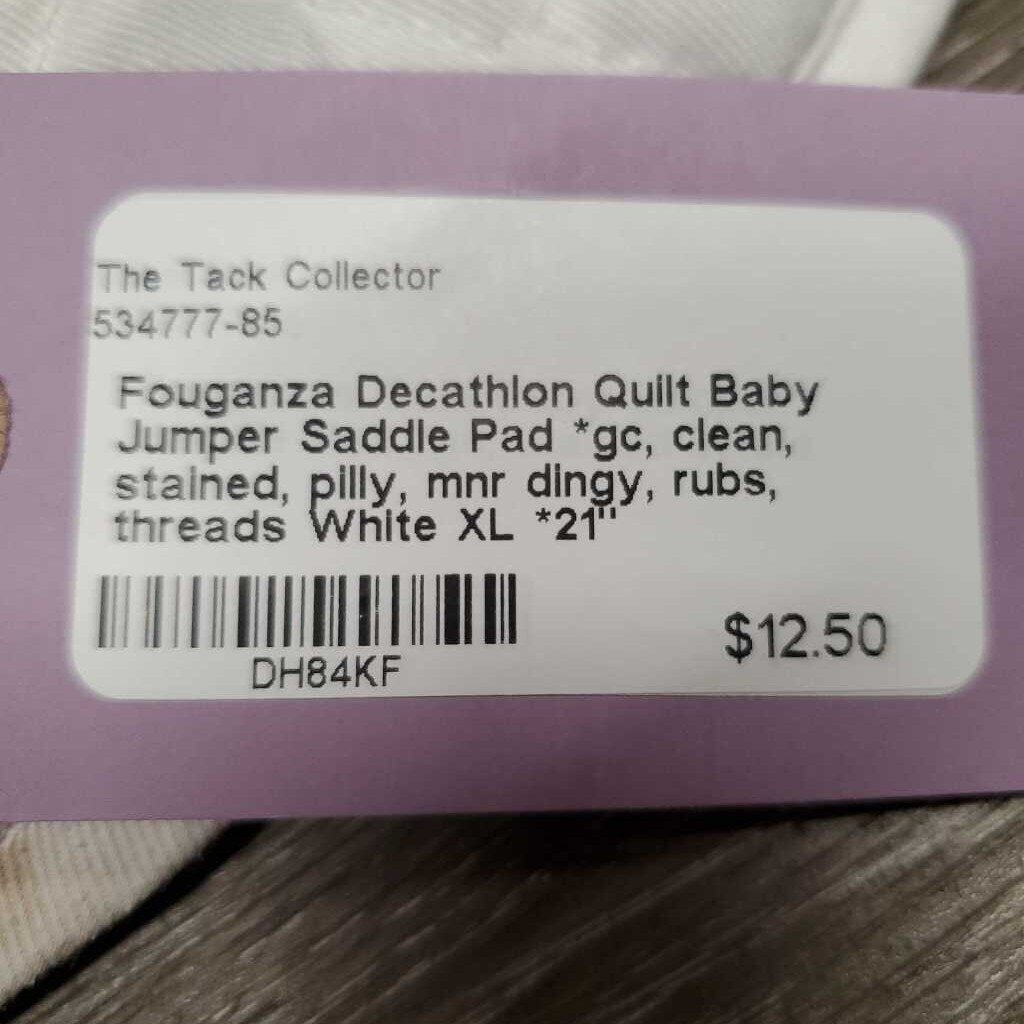 The Tack Collector
534777-85
Fouganza Decathlon Quilt Baby
Jumper Saddle Pad *gc, clean,
stained, pilly, mnr dingy, rubs,
threads White XL *21"
DH84KF
$12.50